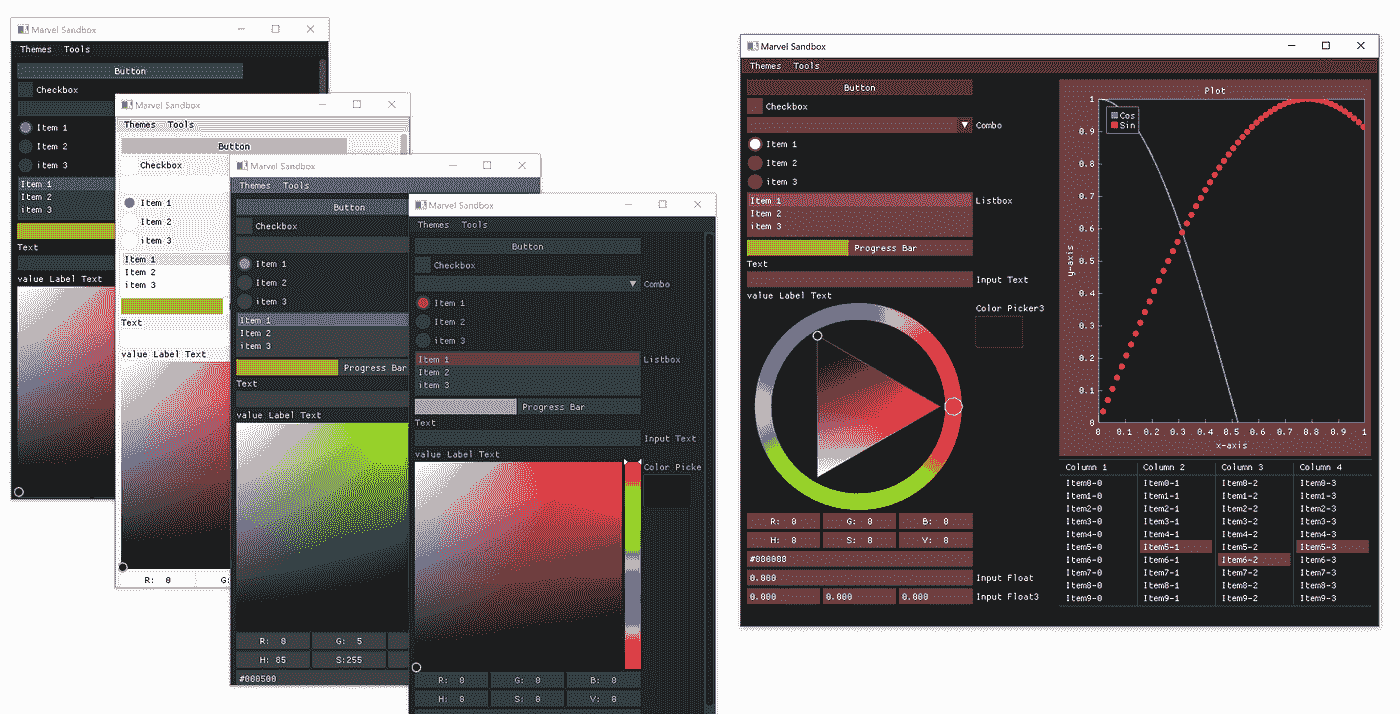 Marvel Sandbox
Themes Tools
Button
Checkbox
Item 1
Item 2
item 3
Item 1
Item 2
item 3
Text
value Label Text
Marvel Sandbox
Themes Tools
Button
Checkbox
Item 1
Item 2
item 3
Item 1
Item 2
item 3
Text
value Label Text
R: 0 G:
Marvel Sandbox
Themes Tools
Button
Checkbox
Item 1
Item 2
item 3
Item 1
Item 2
item 3
Progress Bar
Text
value Label Text
R: 0 G: 5
H: 85 S:255
#000500
Marvel Sandbox
Themes Tools
Button
Checkbox
Combo
Item 1
Item 2
item 3
Item 1 Listbox
Item 2
item 3
Progress Bar
Text
Input Text
value Label Text
Color Picke
R: 0 G: 0 B: 0
H: 0 S: 0 V: 0
Marvel Sandbox
Themes Tools
Button
Checkbox
Combo
Item 1
Item 2
item 3
Item 1 Listbox
Item 2
item 3
Progress Bar
Text
Input Text
value Label Text
Color Picker3
R: 0 G: 0 B: 0
H: 0 S: 0 V: 0
#000000
0.000 Input Float
0.000 0.000 0.000 Input Float3
Plot
Cos
Sin
1
0.9
0.8
0.7
0.6
0.5
0.4
0.3
0.2
0.1
0
y-axis
0 0.1 0.2 0.3 0.4 0.5 0.6 0.7 0.8 0.9 1
x-axis
Column 1 Column 2 Column 3 Column 4
Item0-0 Item0-1 Item0-2 Item0-3
Item1-0 Item1-1 Item1-2 Item1-3
Item2-0 Item2-1 Item2-2 Item2-3
Item3-0 Item3-1 Item3-2 Item3-3
Item4-0 Item4-1 Item4-2 Item4-3
Item5-0 Item5-1 Item5-2 Item5-3
Item6-0 Item6-1 Item6-2 Item6-3
Item7-0 Item7-1 Item7-2 Item7-3
Item8-0 Item8-1 Item8-2 Item8-3
Item9-0 Item9-1 Item9-2 Item9-3